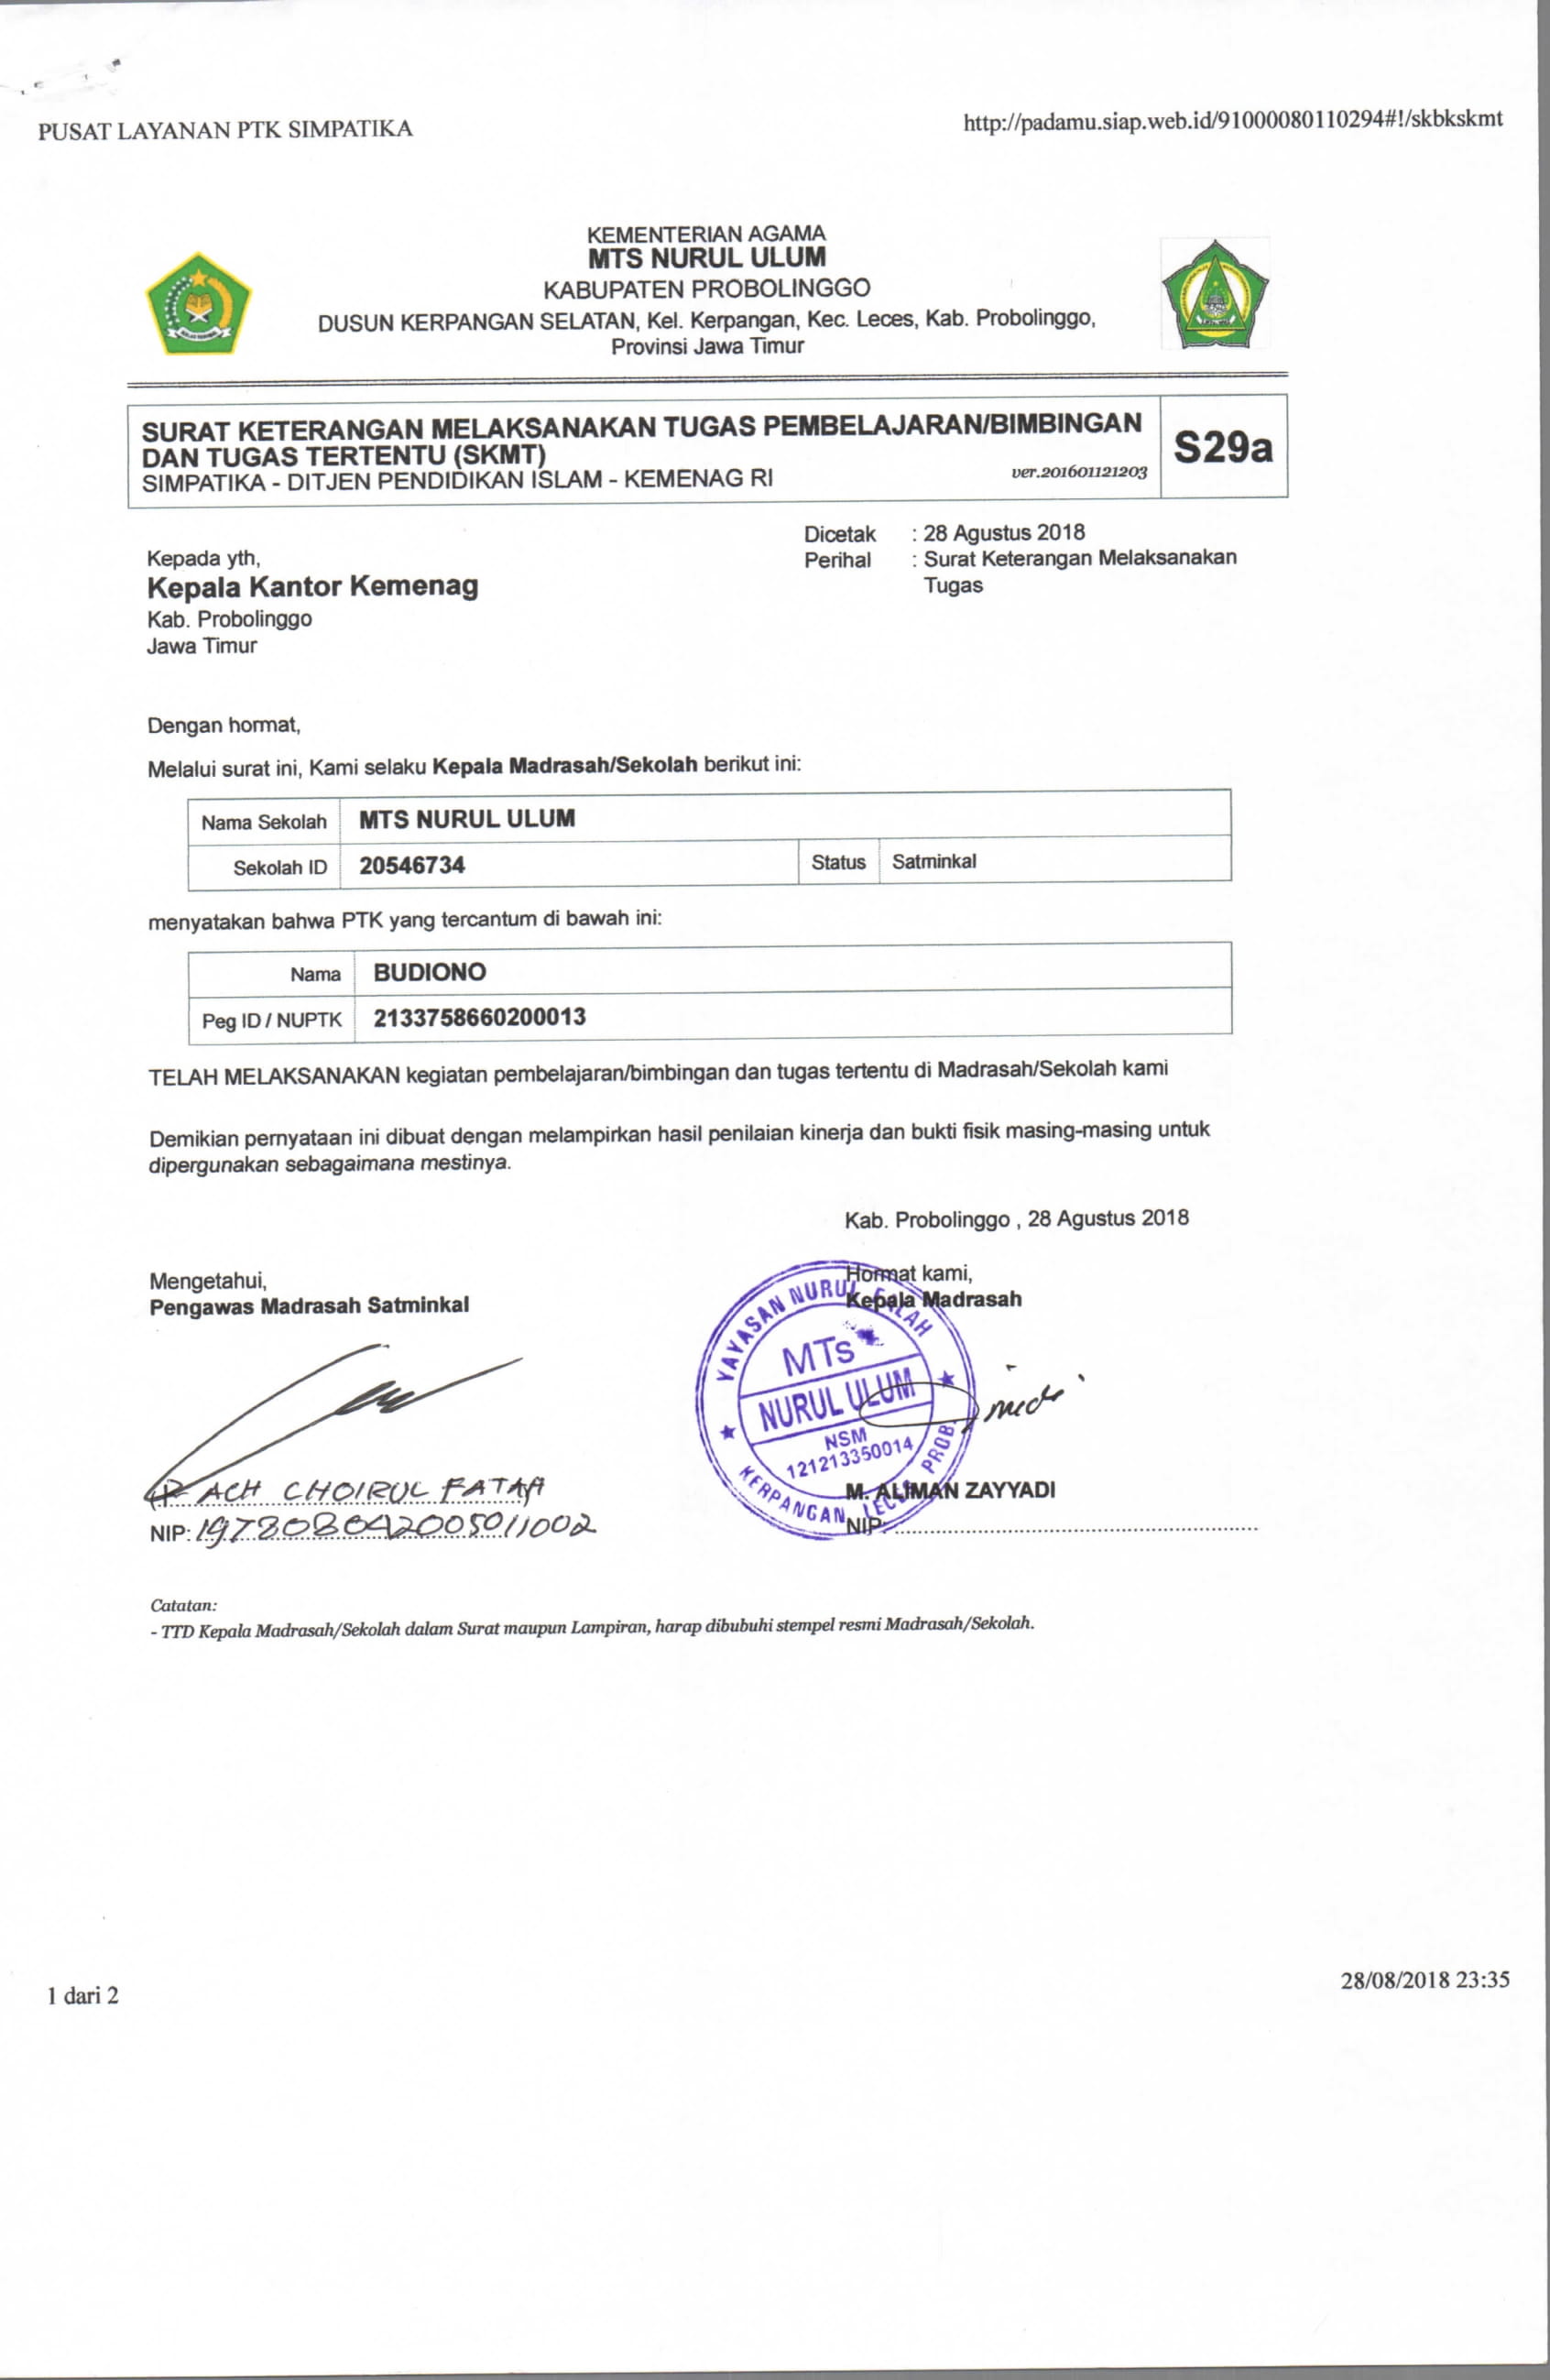 PUSAT LAYANAN PTK SIMPATIKA
http://padamu.siap.web.id/91000080110294#!/skbkskmt
KEMENTERIAN AGAMA
MTS NURUL ULUM
KABUPATEN PROBOLINGGO
DUSUN KERPANGAN SELATAN, Kel. Kerpangan, Kec. Leces, Kab. Probolinggo,
Provinsi Jawa Timur
SURAT KETERANGAN MELAKSANAKAN TUGAS PEMBELAJARAN/BIMBINGAN
DAN TUGAS TERTENTU (SKMT)
SIMPATIKA - DITJEN PENDIDIKAN ISLAM - KEMENAG RI
ver.201601121203
S29a
Dicetak : 28 Agustus 2018
Perihal : Surat Keterangan Melaksanakan
Tugas
Kepada yth,
Kepala Kantor Kemenag
Kab. Probolinggo
Jawa Timur
Dengan hormat,
Melalui surat ini, Kami selaku Kepala Madrasah/Sekolah berikut ini:
Nama Sekolah MTS NURUL ULUM
Sekolah ID 20546734 Status Satminkal
menyatakan bahwa PTK yang tercantum di bawah ini:
Nama BUDIONO
Peg ID / NUPTK 2133758660200013
TELAH MELAKSANAKAN kegiatan pembelajaran/bimbingan dan tugas tertentu di Madrasah/Sekolah kami
Demikian pernyataan ini dibuat dengan melampirkan hasil penilaian kinerja dan bukti fisik masing-masing untuk
dipergunakan sebagaimana mestinya.
Kab. Probolinggo , 28 Agustus 2018
Mengetahui,
Pengawas Madrasah Satminkal
ACH CHOIRUL FATAH
NIP: 197808042005011002
Hormat kami,
Kepala Madrasah
YAYASAN NURUL FALAH
MTs
NURUL ULUM
NSM
121213350014
KERPANGAN LECES PROB.
M. ALIMAN ZAYYADI
NIP:
Catatan:
- TTD Kepala Madrasah/Sekolah dalam Surat maupun Lampiran, harap dibubuhi stempel resmi Madrasah/Sekolah.
1 dari 2
28/08/2018 23:35